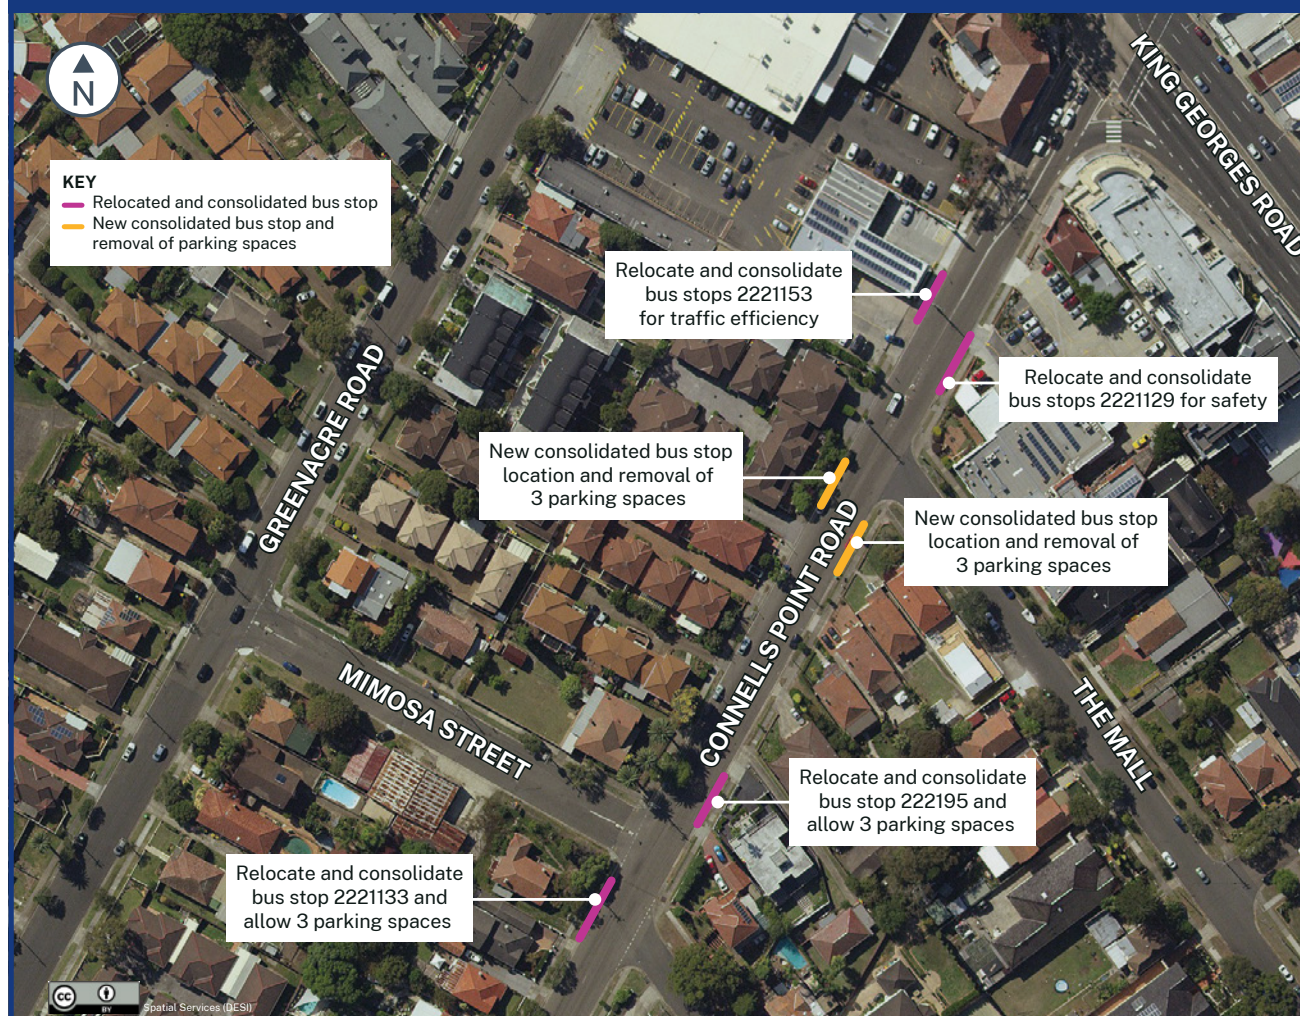 N
KING GEORGES ROAD
KEY
Relocated and consolidated bus stop
New consolidated bus stop and
removal of parking spaces
Relocate and consolidate
bus stops 2221153
for traffic efficiency
Relocate and consolidate
bus stops 2221129 for safety
GREENACRE ROAD
New consolidated bus stop
location and removal of
3 parking spaces
New consolidated bus stop
location and removal of
3 parking spaces
CONNELLS POINT ROAD
MIMOSA STREET
THE MALL
Relocate and consolidate
bus stop 222195 and
allow 3 parking spaces
Relocate and consolidate
bus stop 2221133 and
allow 3 parking spaces
cc
BY
Spatial Services (DESI)